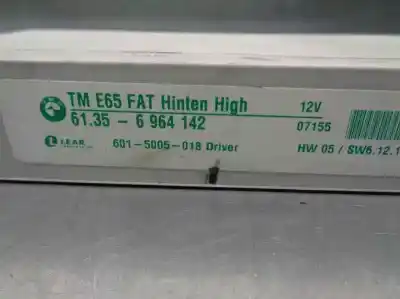 TM E65 FAT Hinten High 12V
61.35 - 6 964 142 07155
LEAR 601-5005-018 Driver HW 05 / SW6.12.1